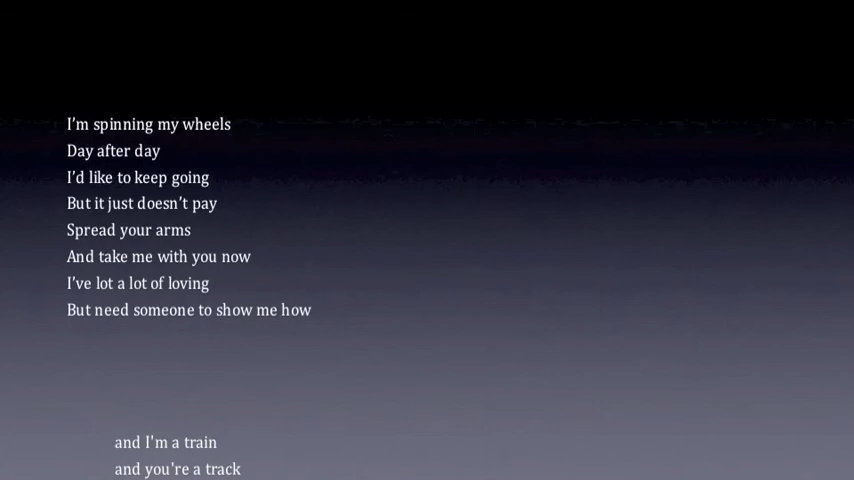 I’m spinning my wheels
Day after day
I’d like to keep going
But it just doesn’t pay
Spread your arms
And take me with you now
I’ve lot a lot of loving
But need someone to show me how
and I'm a train
and you're a track